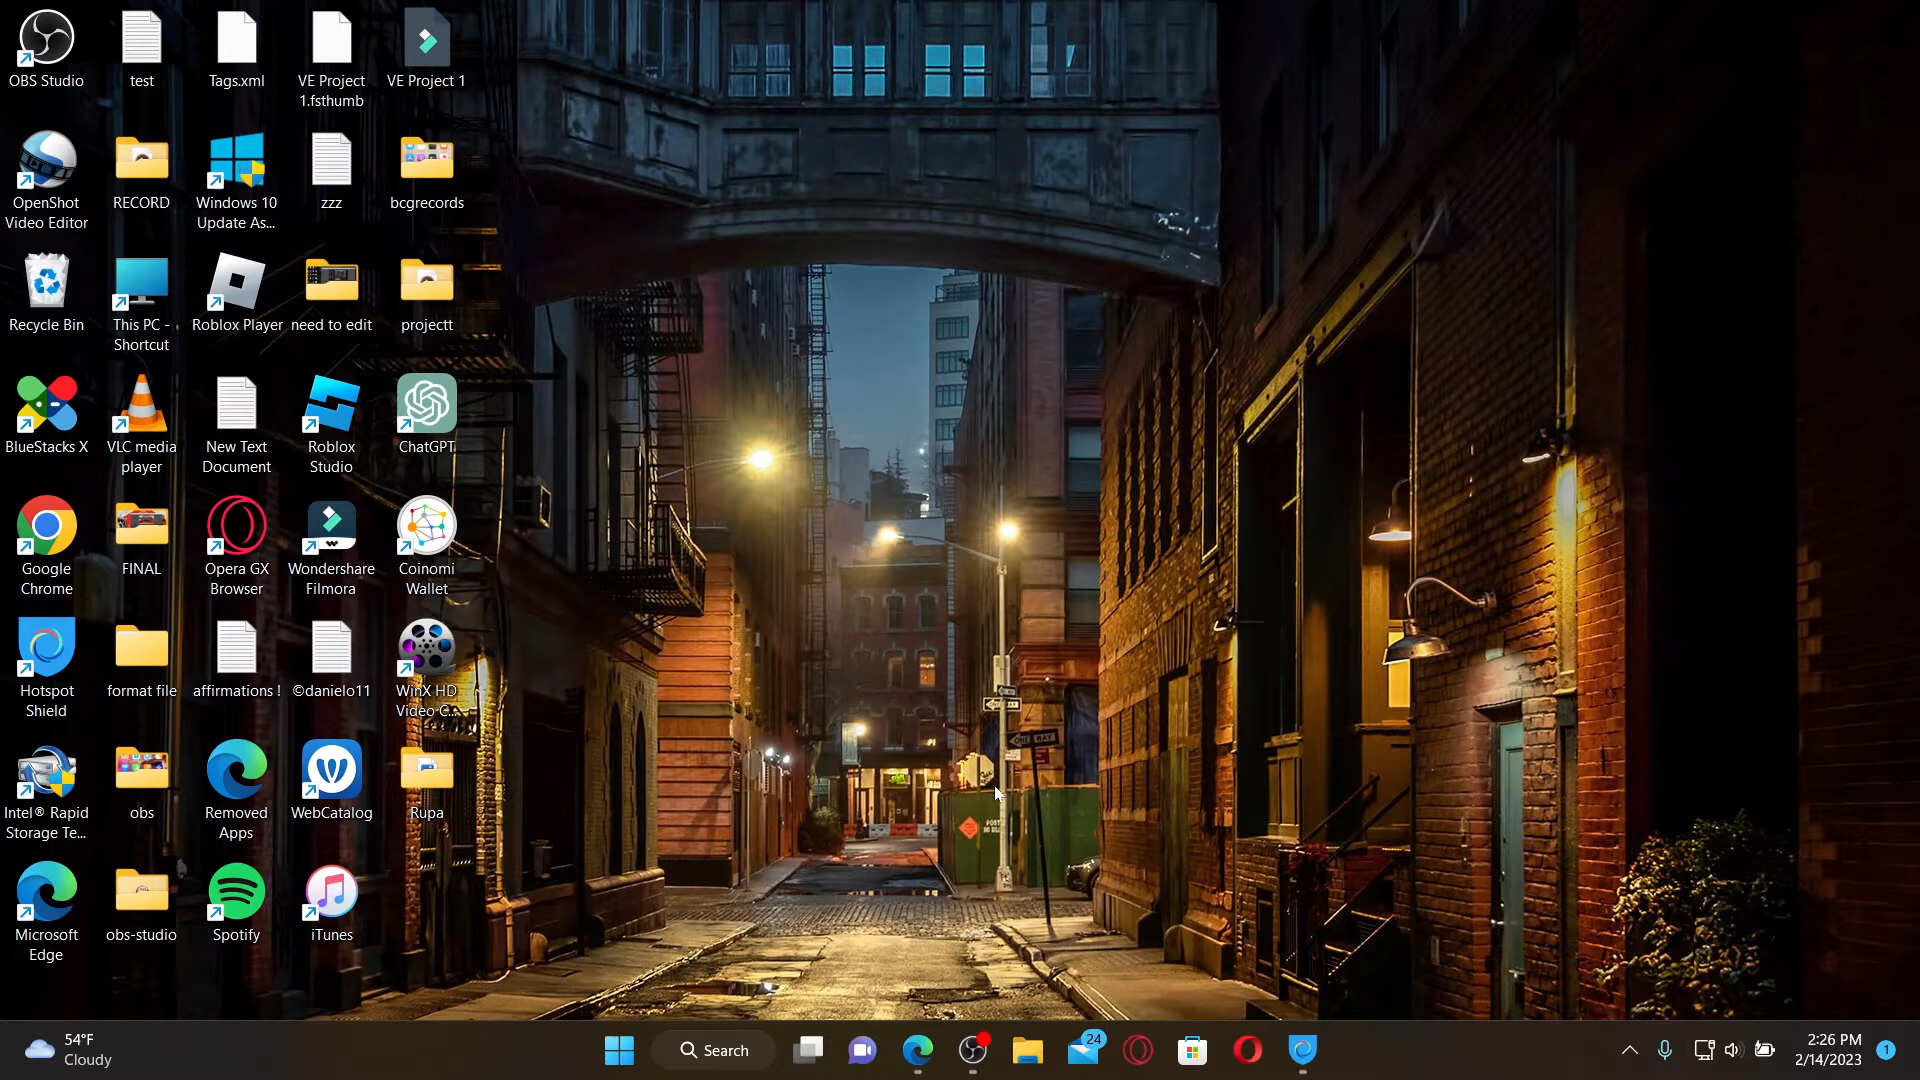 OBS Studio
test
Tags.xml
VE Project
1.fsthumb
VE Project 1
OpenShot
Video Editor
RECORD
Windows 10
Update As...
zzz
bcgrecords
Recycle Bin
This PC -
Shortcut
Roblox Player
need to edit
projectt
BlueStacks X
VLC media
player
New Text
Document
Roblox
Studio
ChatGPT
Google
Chrome
FINAL
Opera GX
Browser
Wondershare
Filmora
Coinomi
Wallet
Hotspot
Shield
format file
affirmations !
©danielo11
WinX HD
Video C...
Intel® Rapid
Storage Te...
obs
Removed
Apps
WebCatalog
Rupa
Microsoft
Edge
obs-studio
Spotify
iTunes
ONE WAY
54°F
Cloudy
Search
24
2:26 PM
2/14/2023
1